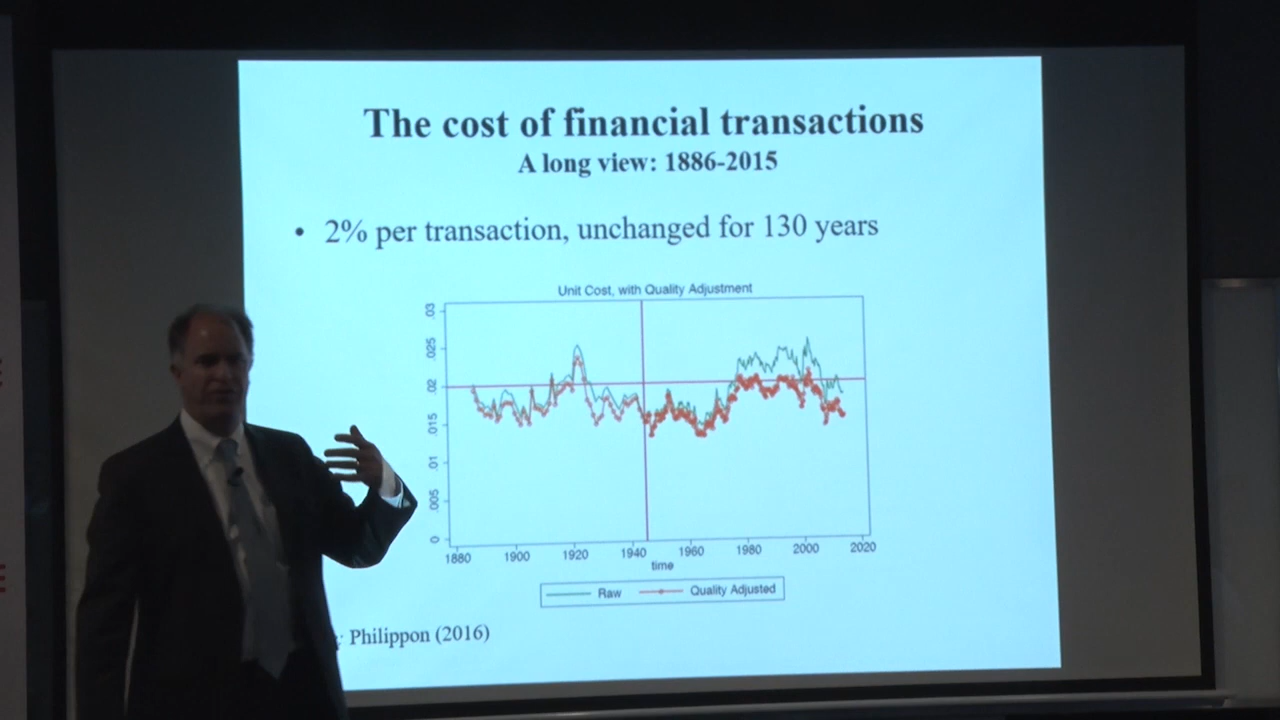 The cost of financial transactions
A long view: 1886-2015
• 2% per transaction, unchanged for 130 years
Unit Cost, with Quality Adjustment
.03
.025
.02
.015
.01
.005
0
1880 1900 1920 1940 1960 1980 2000 2020
time
Raw Quality Adjusted
Philippon (2016)